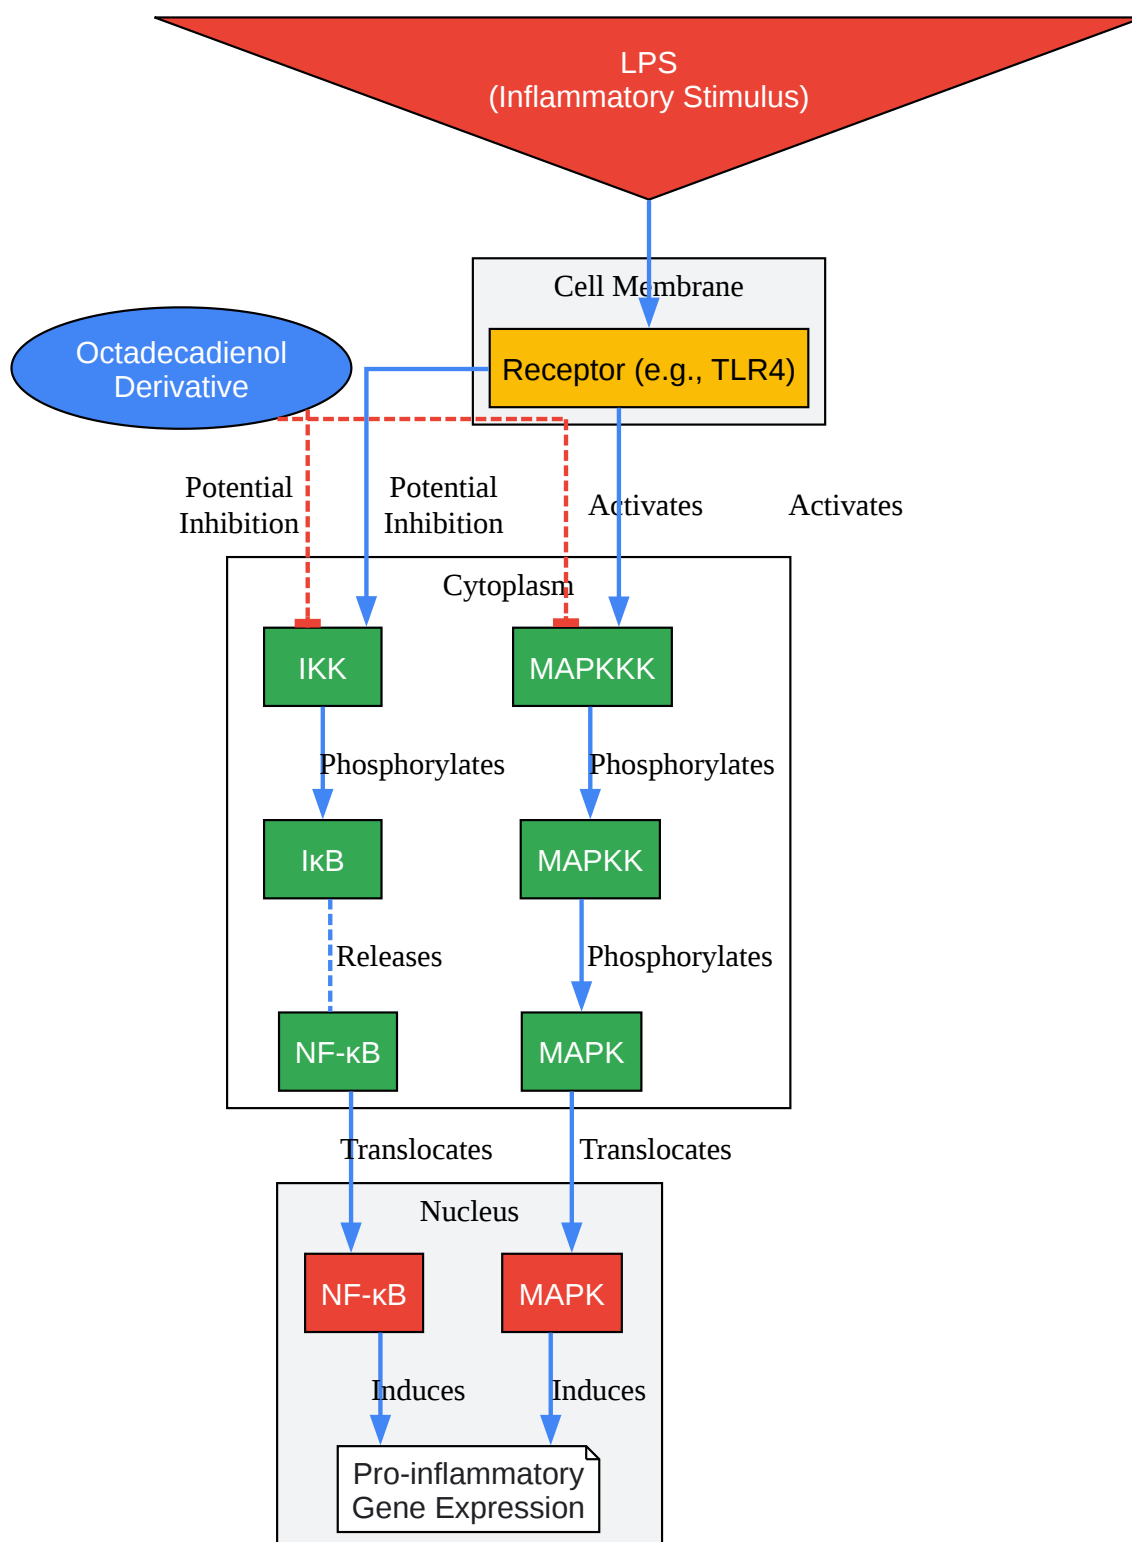 LPS
(Inflammatory Stimulus)
Cell Membrane
Octadecadienol
Derivative
Receptor (e.g., TLR4)
Potential
Inhibition
Potential
Inhibition
Activates
Activates
Cytoplasm
IKK
MAPKKK
Phosphorylates
Phosphorylates
IκB
MAPKK
Releases
Phosphorylates
NF-κB
MAPK
Translocates
Translocates
Nucleus
NF-κB
MAPK
Induces
Induces
Pro-inflammatory
Gene Expression